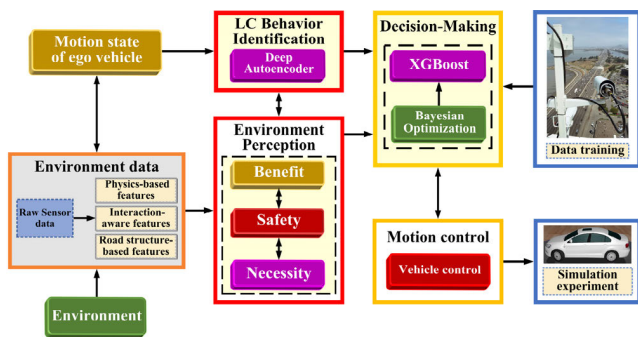 Motion state
of ego vehicle
LC Behavior
Identification
Deep
Autoencoder
Decision-Making
XGBoost
Bayesian
Optimization
Data training
Environment data
Raw Sensor
data
Physics-based
features
Interaction-
aware features
Road structure-
based features
Environment
Perception
Benefit
Safety
Necessity
Motion control
Vehicle control
Simulation
experiment
Environment